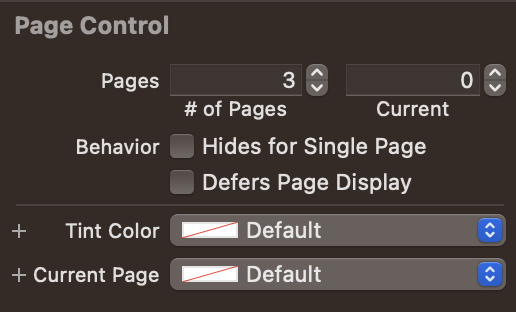 Page Control
Pages 3 0
# of Pages Current
Behavior Hides for Single Page
Defers Page Display
+ Tint Color Default
+ Current Page Default